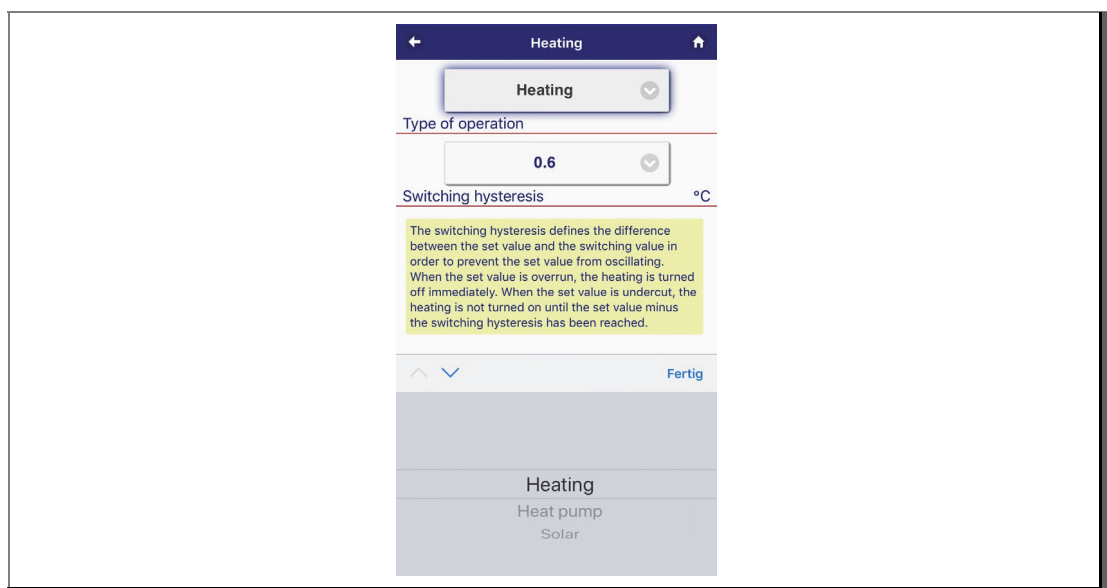 Heating
Heating
Type of operation
0.6
Switching hysteresis °C
The switching hysteresis defines the difference
between the set value and the switching value in
order to prevent the set value from oscillating.
When the set value is overrun, the heating is turned
off immediately. When the set value is undercut, the
heating is not turned on until the set value minus
the switching hysteresis has been reached.
Fertig
Heating
Heat pump
Solar